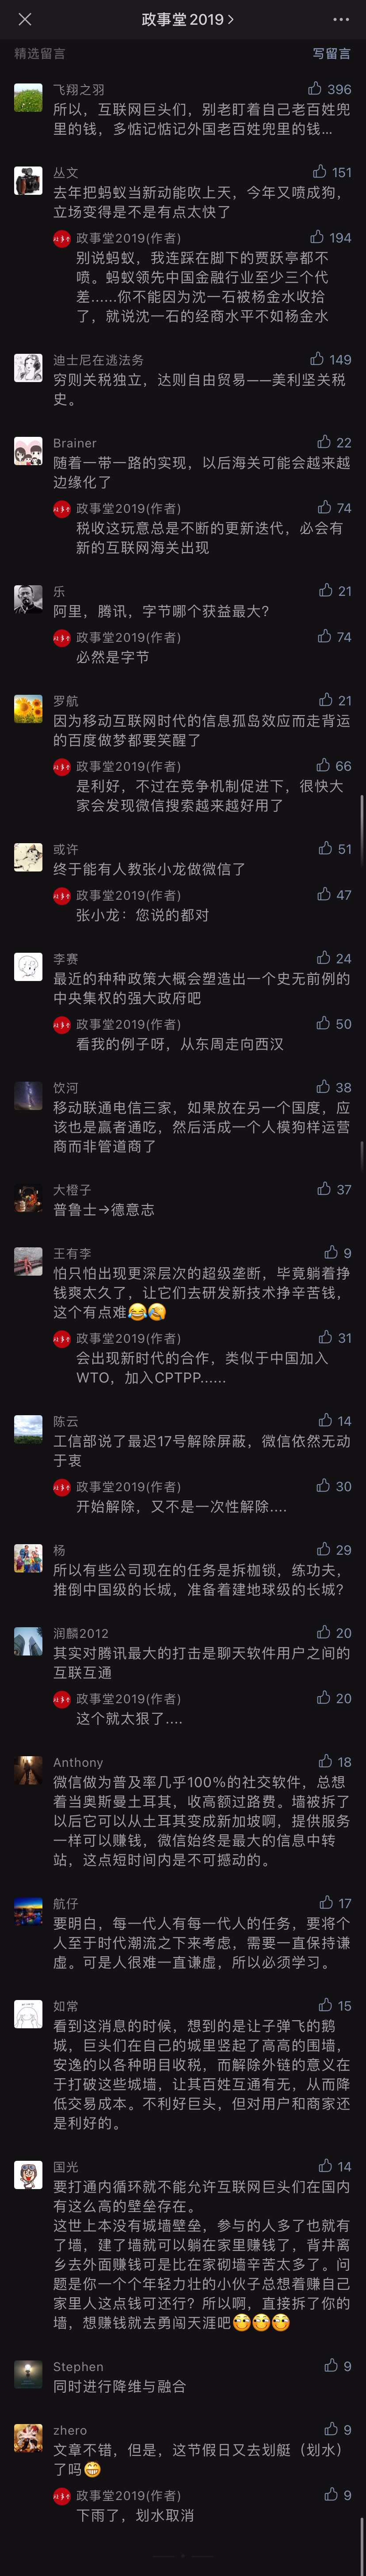 政事堂2019
精选留言
写留言
飞翔之羽
396
所以，互联网巨头们，别老盯着自己老百姓兜
里的钱，多惦记惦记外国老百姓兜里的钱...
丛文
151
去年把蚂蚁当新动能吹上天，今年又喷成狗，
立场变得是不是有点太快了
政事堂2019(作者)
194
别说蚂蚁，我连踩在脚下的贾跃亭都不
喷。蚂蚁领先中国金融行业至少三个代
差......你不能因为沈一石被杨金水收拾
了，就说沈一石的经商水平不如杨金水
迪士尼在逃法务
149
穷则关税独立，达则自由贸易——美利坚关税
史。
Brainer
22
随着一带一路的实现，以后海关可能会越来越
边缘化了
政事堂2019(作者)
74
税收这玩意总是不断的更新迭代，必会有
新的互联网海关出现
乐
21
阿里，腾讯，字节哪个获益最大？
政事堂2019(作者)
74
必然是字节
罗航
21
因为移动互联网时代的信息孤岛效应而走背运
的百度做梦都要笑醒了
政事堂2019(作者)
66
是利好，不过在竞争机制促进下，很快大
家会发现微信搜索越来越好用了
或许
51
终于能有人教张小龙做微信了
政事堂2019(作者)
47
张小龙：您说的都对
李赛
24
最近的种种政策大概会塑造出一个史无前例的
中央集权的强大政府吧
政事堂2019(作者)
50
看我的例子呀，从东周走向西汉
饮河
38
移动联通电信三家，如果放在另一个国度，应
该也是赢者通吃，然后活成一个人模狗样运营
商而非管道商了
大橙子
37
普鲁士→德意志
王有李
9
怕只怕出现更深层次的超级垄断，毕竟躺着挣
钱爽太久了，让它们去研发新技术挣辛苦钱，
这个有点难😂🤣
政事堂2019(作者)
31
会出现新时代的合作，类似于中国加入
WTO，加入CPTPP......
陈云
14
工信部说了最迟17号解除屏蔽，微信依然无动
于衷
政事堂2019(作者)
30
开始解除，又不是一次性解除....
杨
29
所以有些公司现在的任务是拆枷锁，练功夫，
推倒中国级的长城，准备着建地球级的长城？
润麟2012
20
其实对腾讯最大的打击是聊天软件用户之间的
互联互通
政事堂2019(作者)
20
这个就太狠了....
Anthony
18
微信做为普及率几乎100%的社交软件，总想
着当奥斯曼土耳其，收高额过路费。墙被拆了
以后它可以从土耳其变成新加坡啊，提供服务
一样可以赚钱，微信始终是最大的信息中转
站，这点短时间内是不可撼动的。
航仔
17
要明白，每一代人有每一代人的任务，要将个
人至于时代潮流之下来考虑，需要一直保持谦
虚。可是人很难一直谦虚，所以必须学习。
如常
15
看到这消息的时候，想到的是让子弹飞的鹅
城，巨头们在自己的城里竖起了高高的围墙，
安逸的以各种明目收税，而解除外链的意义在
于打破这些城墙，让其百姓互通有无，从而降
低交易成本。不利好巨头，但对用户和商家还
是利好的。
国光
14
要打通内循环就不能允许互联网巨头们在国内
有这么高的壁垒存在。
这世上本没有城墙壁垒，参与的人多了也就有
了墙，建了墙就可以躺在家里赚钱了，背井离
乡去外面赚钱可是比在家砌墙辛苦太多了。问
题是你一个个年轻力壮的小伙子总想着赚自己
家里人这点钱可还行？所以啊，直接拆了你的
墙，想赚钱就去勇闯天涯吧
Stephen
9
同时进行降维与融合
zhero
9
文章不错，但是，这节假日又去划艇（划水）
了吗😁
政事堂2019(作者)
9
下雨了，划水取消